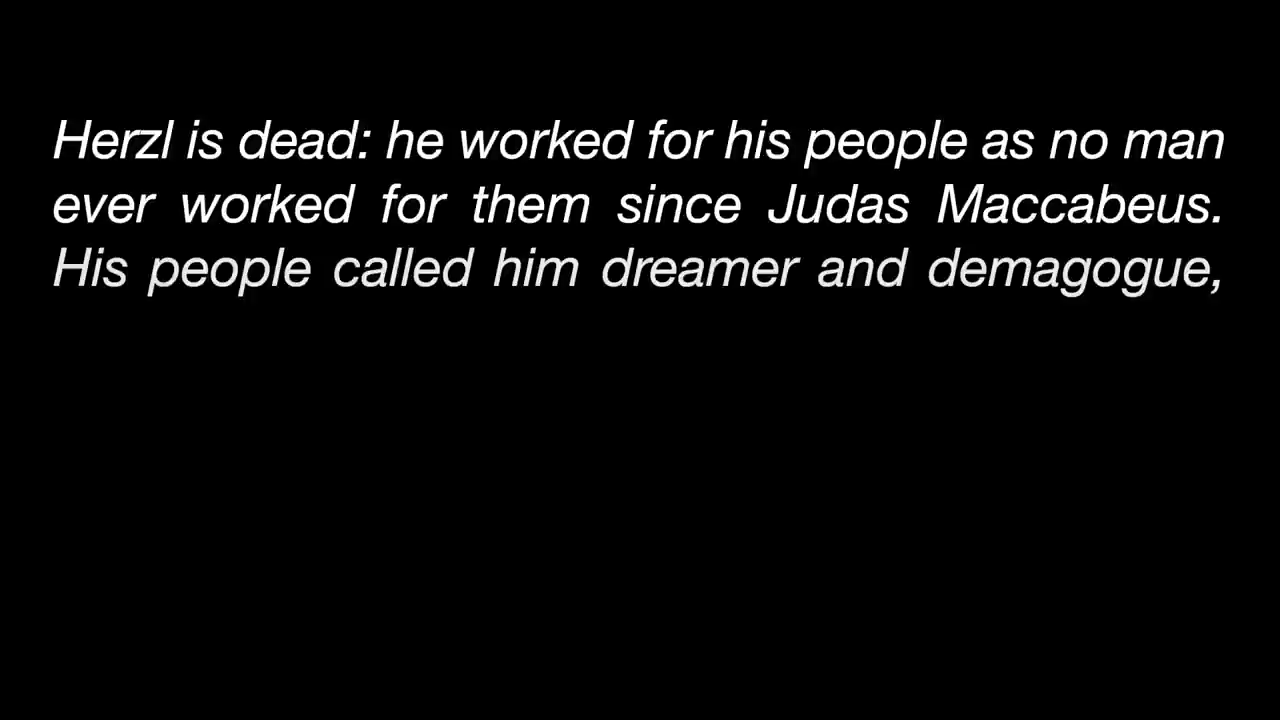 Herzl is dead: he worked for his people as no man
ever worked for them since Judas Maccabeus.
His people called him dreamer and demagogue,